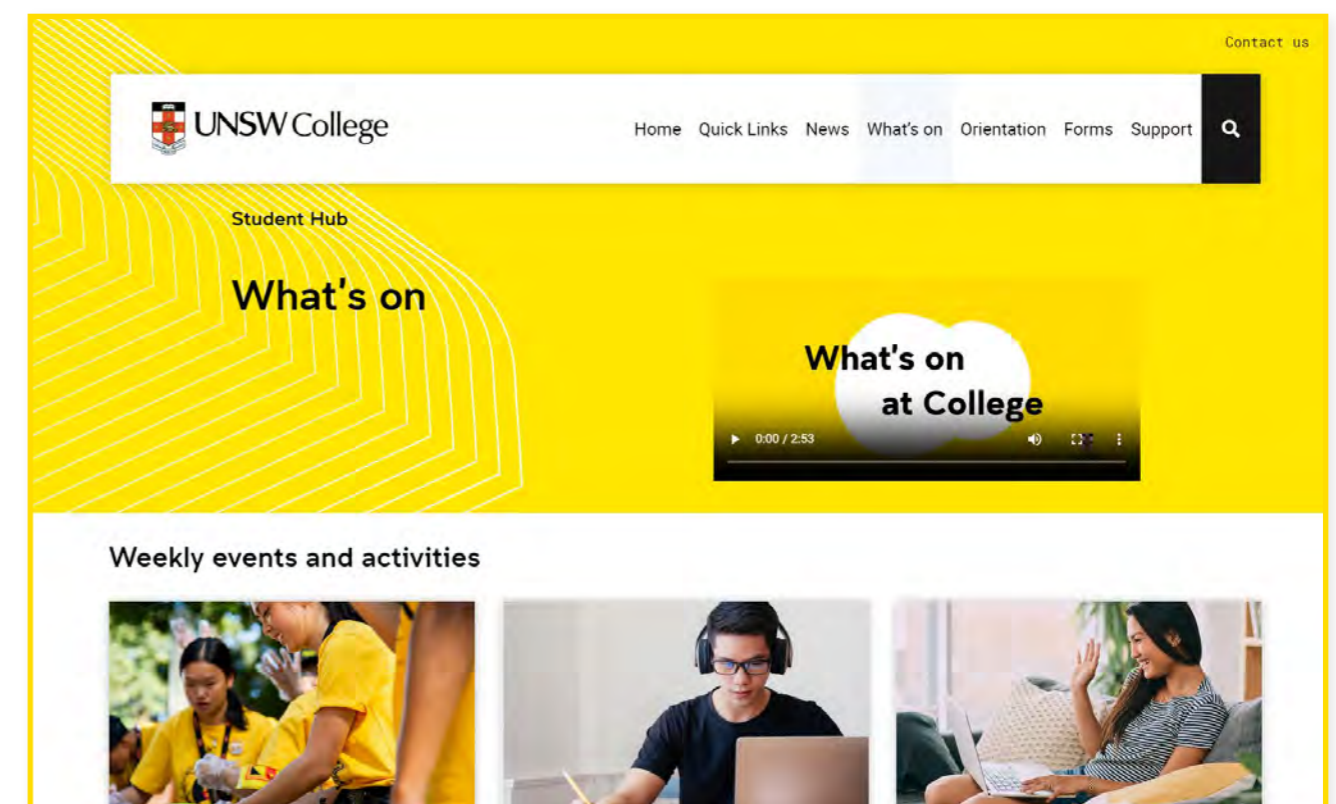 Contact us
UNSW College
Home Quick Links News What's on Orientation Forms Support
Student Hub
What's on
What's on
at College
0:00 / 2:53
Weekly events and activities